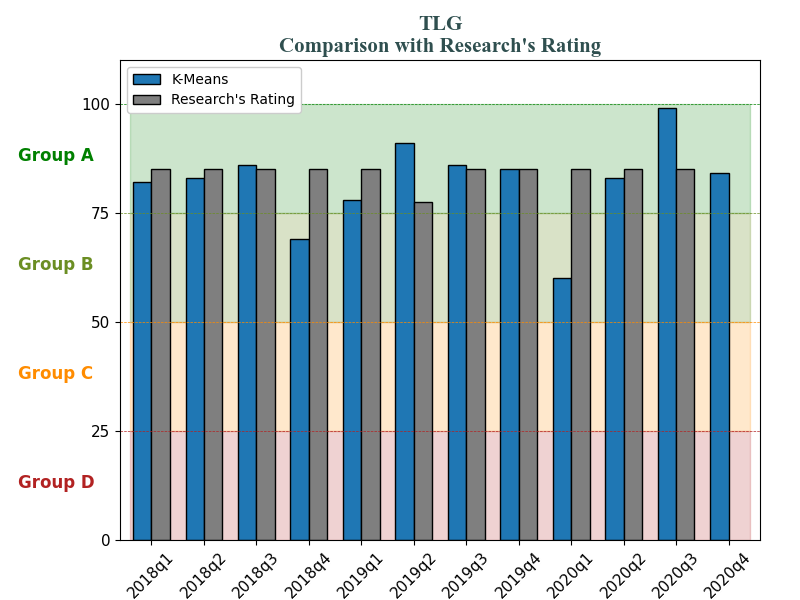 TLG
Comparison with Research's Rating
K-Means
Research's Rating
100
Group A
75
Group B
50
Group C
25
Group D
0
2018q1
2018q2
2018q3
2018q4
2019q1
2019q2
2019q3
2019q4
2020q1
2020q2
2020q3
2020q4